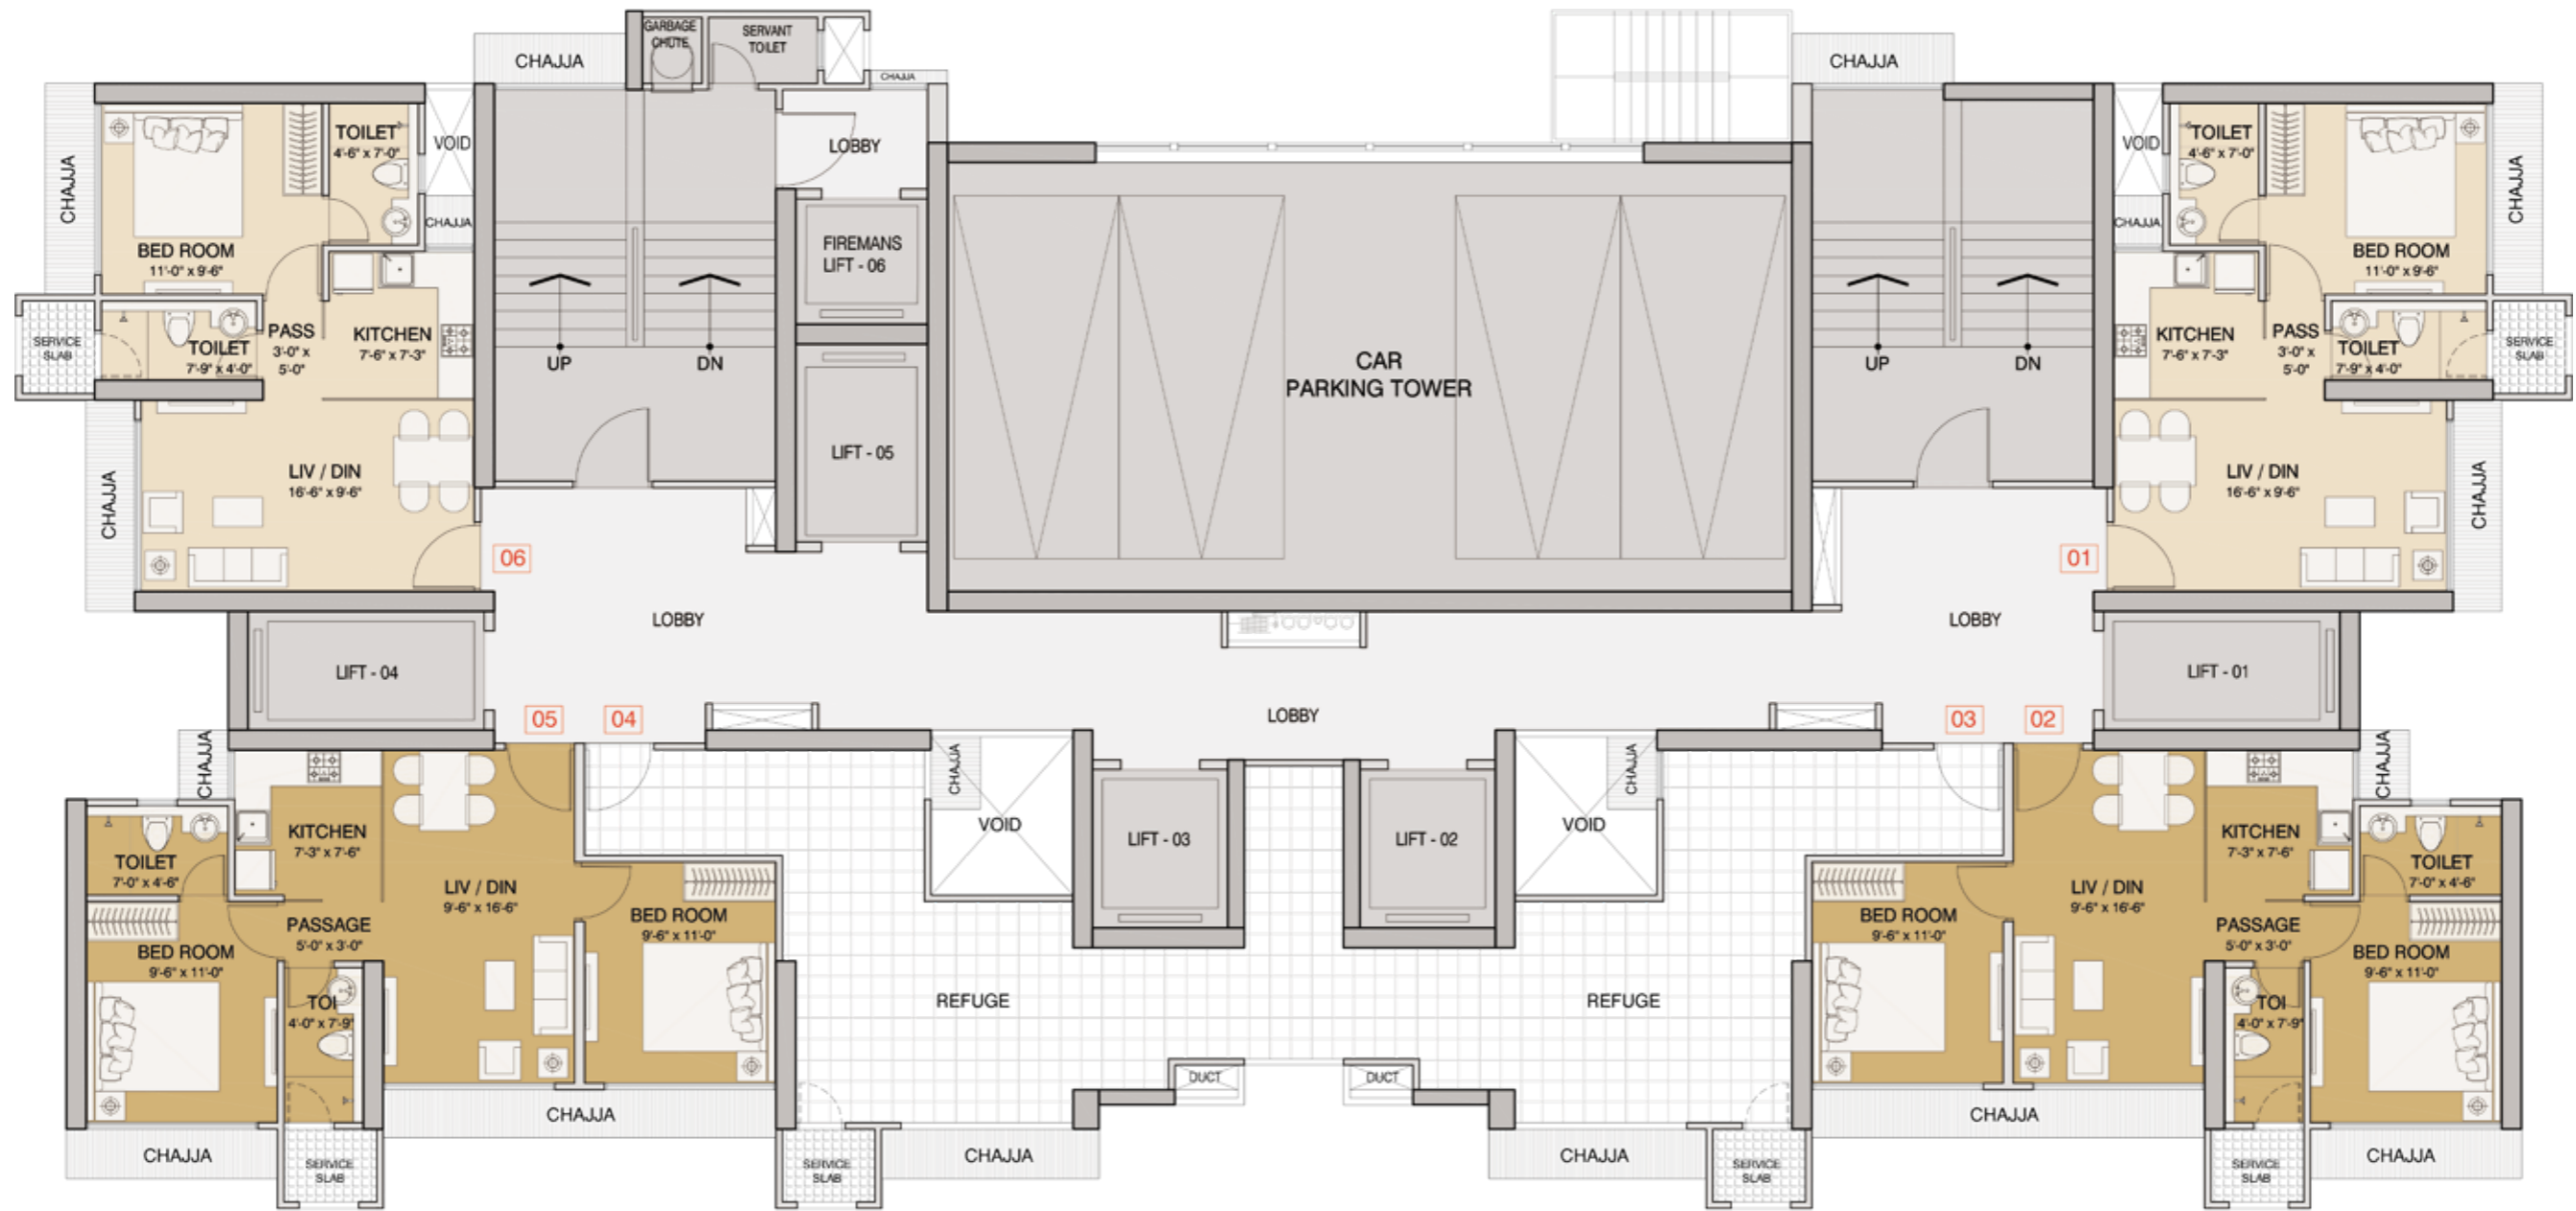 GARBAGE
CHUTE
SERVANT
TOILET
CHAJJA
CHAJJA
CHAJJA
TOILET
4'-6" x 7'-0"
VOID
LOBBY
CHAJJA
CHAJJA
BED ROOM
11'-0" x 9'-6"
FIREMANS
LIFT - 06
SERVICE
SLAB
TOILET
7'-9" x 4'-0"
PASS
3'-0" x
5'-0"
KITCHEN
7'-6" x 7'-3"
UP
DN
LIFT - 05
CAR
PARKING TOWER
UP
DN
TOILET
4'-6" x 7'-0"
VOID
CHAJJA
CHAJJA
BED ROOM
11'-0" x 9'-6"
KITCHEN
7'-6" x 7'-3"
PASS
3'-0" x
5'-0"
TOILET
7'-9" x 4'-0"
SERVICE
SLAB
CHAJJA
LIV / DIN
16'-6" x 9'-6"
06
LIV / DIN
16'-6" x 9'-6"
CHAJJA
01
LOBBY
LOBBY
LIFT - 04
LIFT - 01
05
04
LOBBY
03
02
CHAJJA
CHAJJA
VOID
LIFT - 03
LIFT - 02
VOID
CHAJJA
CHAJJA
KITCHEN
7'-3" x 7'-6"
TOILET
7'-0" x 4'-6"
LIV / DIN
9'-6" x 16'-6"
BED ROOM
9'-6" x 11'-0"
PASSAGE
5'-0" x 3'-0"
BED ROOM
9'-6" x 11'-0"
TOI
4'-0" x 7'-9"
REFUGE
REFUGE
BED ROOM
9'-6" x 11'-0"
LIV / DIN
9'-6" x 16'-6"
KITCHEN
7'-3" x 7'-6"
TOILET
7'-0" x 4'-6"
PASSAGE
5'-0" x 3'-0"
BED ROOM
9'-6" x 11'-0"
TOI
4'-0" x 7'-9"
DUCT
DUCT
CHAJJA
CHAJJA
CHAJJA
SERVICE
SLAB
SERVICE
SLAB
CHAJJA
CHAJJA
SERVICE
SLAB
SERVICE
SLAB
CHAJJA
CHAJJA